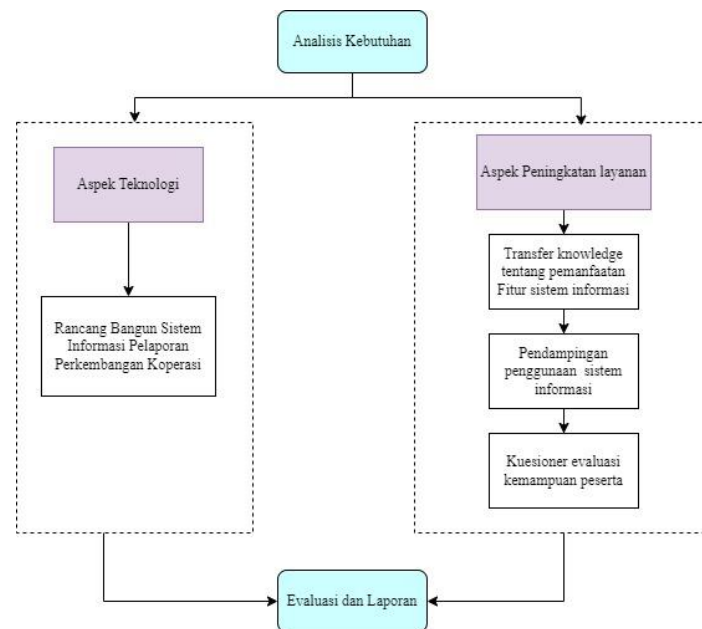 Analisis Kebutuhan
Aspek Teknologi
Rancang Bangun Sistem
Informasi Pelaporan
Perkembangan Koperasi
Aspek Peningkatan layanan
Transfer knowledge
tentang pemanfaatan
Fitur sistem informasi
Pendampingan
penggunaan sistem
informasi
Kuesioner evaluasi
kemampuan peserta
Evaluasi dan Laporan